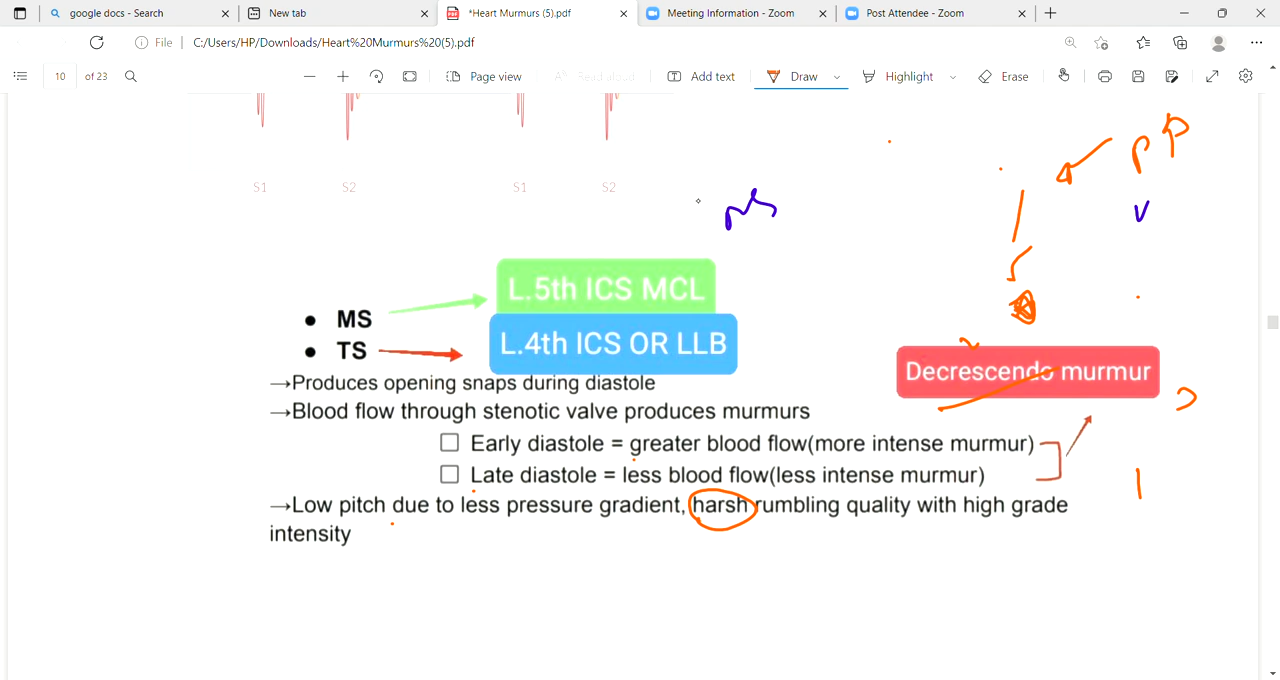 google docs - Search
New tab
*Heart Murmurs (5).pdf
Meeting Information - Zoom
Post Attendee - Zoom
File
C:/Users/HP/Downloads/Heart%20Murmurs%20(5).pdf
10 of 23
Page view
Read aloud
Add text
Draw
Highlight
Erase
S1 S2 S1 S2
L.5th ICS MCL
• MS
L.4th ICS OR LLB
• TS
Decrescendo murmur
→Produces opening snaps during diastole
→Blood flow through stenotic valve produces murmurs
Early diastole = greater blood flow(more intense murmur)
Late diastole = less blood flow(less intense murmur)
→Low pitch due to less pressure gradient, harsh rumbling quality with high grade
intensity